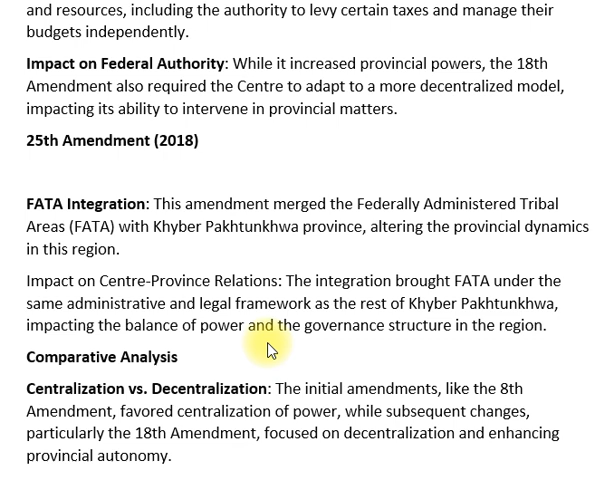 and resources, including the authority to levy certain taxes and manage their
budgets independently.
Impact on Federal Authority: While it increased provincial powers, the 18th
Amendment also required the Centre to adapt to a more decentralized model,
impacting its ability to intervene in provincial matters.
25th Amendment (2018)
FATA Integration: This amendment merged the Federally Administered Tribal
Areas (FATA) with Khyber Pakhtunkhwa province, altering the provincial dynamics
in this region.
Impact on Centre-Province Relations: The integration brought FATA under the
same administrative and legal framework as the rest of Khyber Pakhtunkhwa,
impacting the balance of power and the governance structure in the region.
Comparative Analysis
Centralization vs. Decentralization: The initial amendments, like the 8th
Amendment, favored centralization of power, while subsequent changes,
particularly the 18th Amendment, focused on decentralization and enhancing
provincial autonomy.